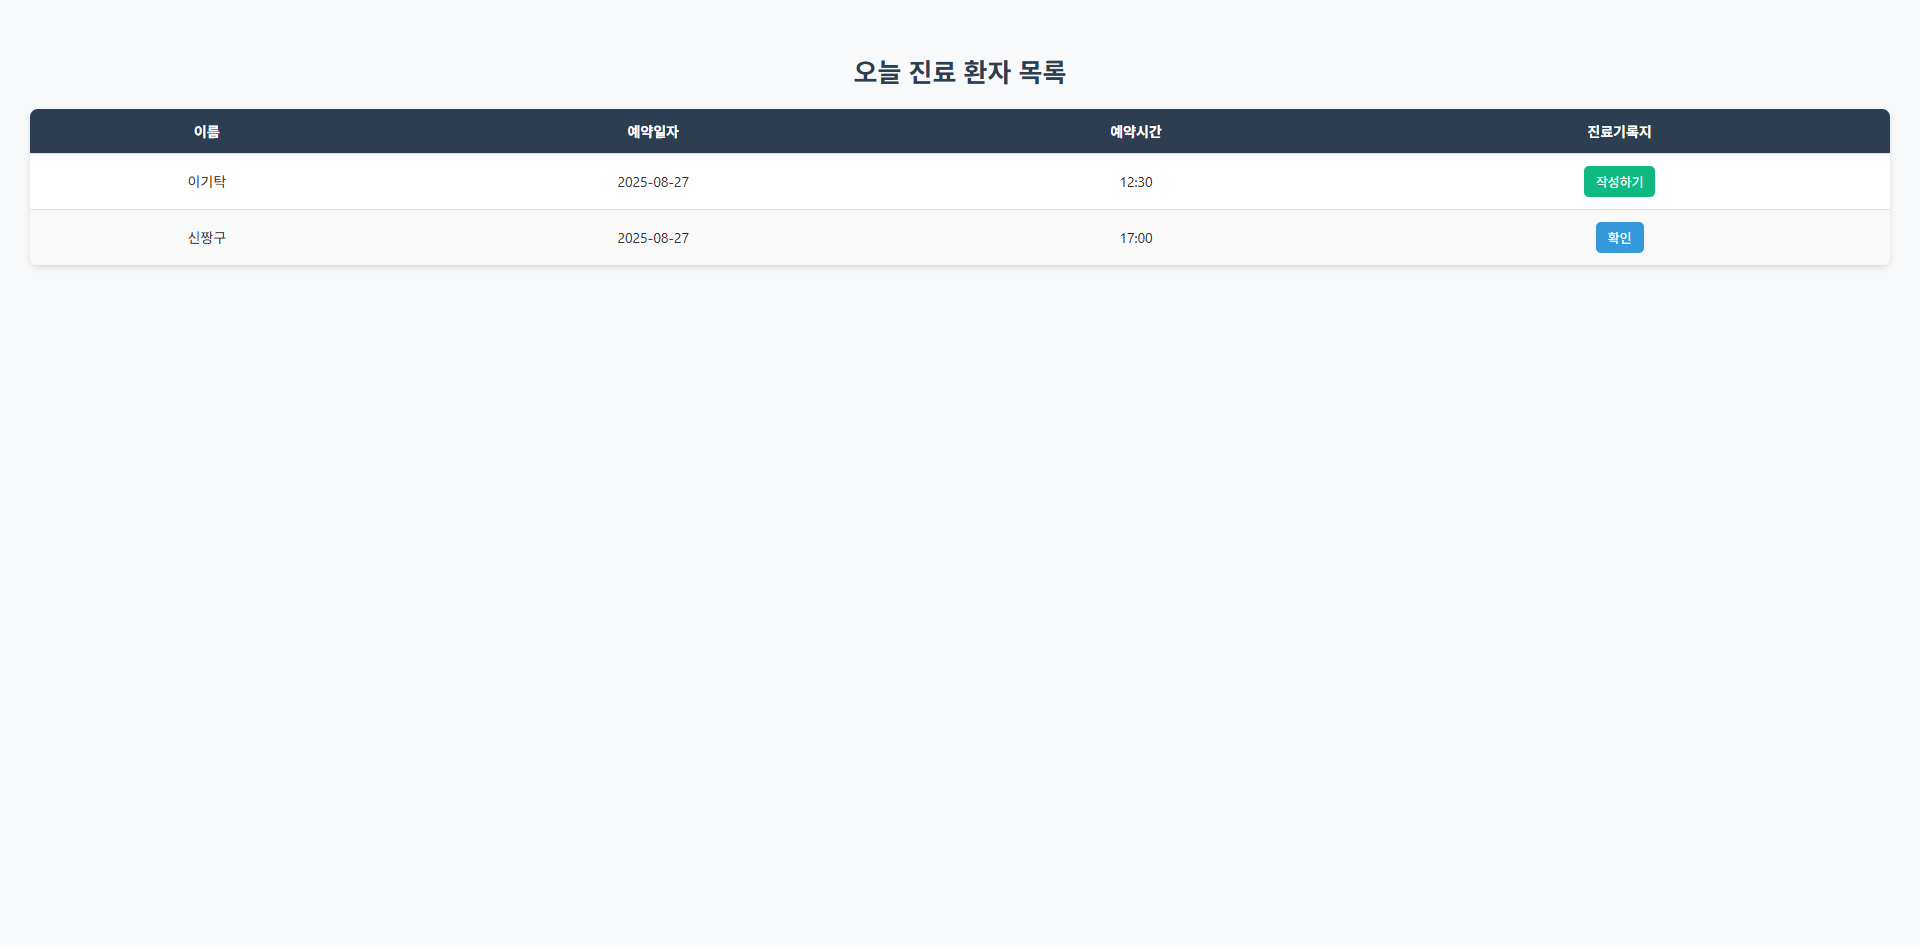 오늘 진료 환자 목록
이름 예약일자 예약시간 진료기록지
이기탁 2025-08-27 12:30 작성하기
신짱구 2025-08-27 17:00 확인